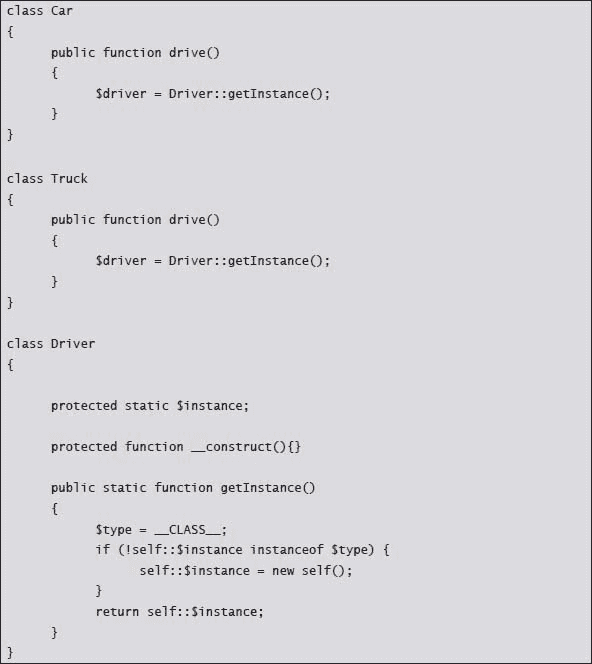 class Car
{
public function drive()
{
$driver = Driver::getInstance();
}
}
class Truck
{
public function drive()
{
$driver = Driver::getInstance();
}
}
class Driver
{
protected static $instance;
protected function __construct(){}
public static function getInstance()
{
$type = __CLASS__;
if (!self::$instance instanceof $type) {
self::$instance = new self();
}
return self::$instance;
}
}